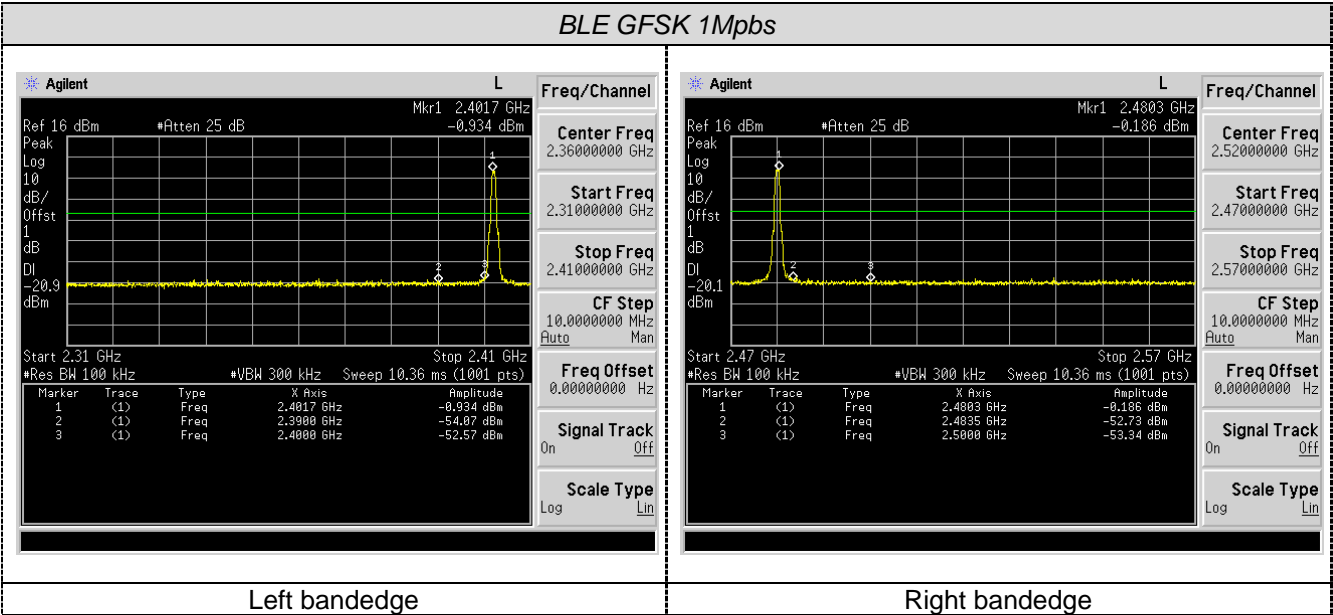 BLE GFSK 1Mpbs
Agilent L
Mkr1 2.4017 GHz
Ref 16 dBm #Atten 25 dB -0.934 dBm
Peak
Log
10
dB/
Offst
1
dB
DI
-20.9
dBm
1
2
3
Start 2.31 GHz Stop 2.41 GHz
#Res BW 100 kHz #VBW 300 kHz Sweep 10.36 ms (1001 pts)
Marker Trace Type X Axis Amplitude
1 (1) Freq 2.4017 GHz -0.934 dBm
2 (1) Freq 2.3900 GHz -54.07 dBm
3 (1) Freq 2.4000 GHz -52.57 dBm
Freq/Channel
Center Freq
2.36000000 GHz
Start Freq
2.31000000 GHz
Stop Freq
2.41000000 GHz
CF Step
10.0000000 MHz
Auto Man
Freq Offset
0.00000000 Hz
Signal Track
On Off
Scale Type
Log Lin
Agilent L
Mkr1 2.4803 GHz
Ref 16 dBm #Atten 25 dB -0.186 dBm
Peak
Log
10
dB/
Offst
1
dB
DI
-20.1
dBm
1
2
3
Start 2.47 GHz Stop 2.57 GHz
#Res BW 100 kHz #VBW 300 kHz Sweep 10.36 ms (1001 pts)
Marker Trace Type X Axis Amplitude
1 (1) Freq 2.4803 GHz -0.186 dBm
2 (1) Freq 2.4835 GHz -52.73 dBm
3 (1) Freq 2.5000 GHz -53.34 dBm
Freq/Channel
Center Freq
2.52000000 GHz
Start Freq
2.47000000 GHz
Stop Freq
2.57000000 GHz
CF Step
10.0000000 MHz
Auto Man
Freq Offset
0.00000000 Hz
Signal Track
On Off
Scale Type
Log Lin
Left bandedge
Right bandedge